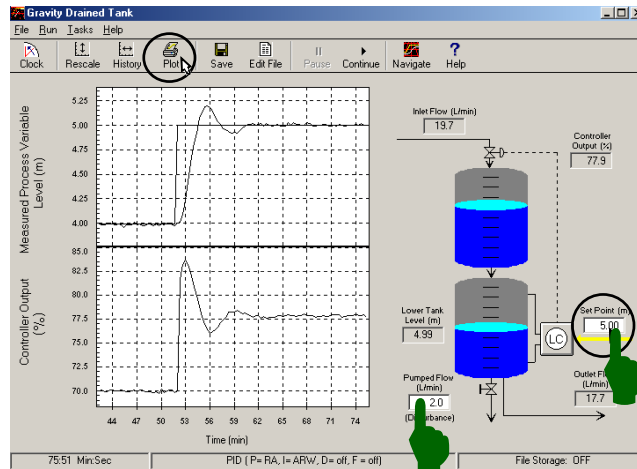 Gravity Drained Tank
File Run Tasks Help
Clock Rescale History Plot Save Edit File Pause Continue Navigate Help
Measured Process Variable
Level (m)
5.25
5.00
4.75
4.50
4.25
4.00
Controller Output
(%)
85.0
82.5
80.0
77.5
75.0
72.5
70.0
44 47 50 53 56 59 62 65 68 71 74
Time (min)
Inlet Flow (L/min)
19.7
Controller
Output (%)
77.9
Lower Tank
Level (m)
4.99
LC
Set Point (m)
5.00
Pumped Flow
(L/min)
2.0
(Disturbance)
(L/min)
17.7
75:51 Min:Sec
PID ( P= RA, I= ARW, D= off, F = off)
File Storage: OFF